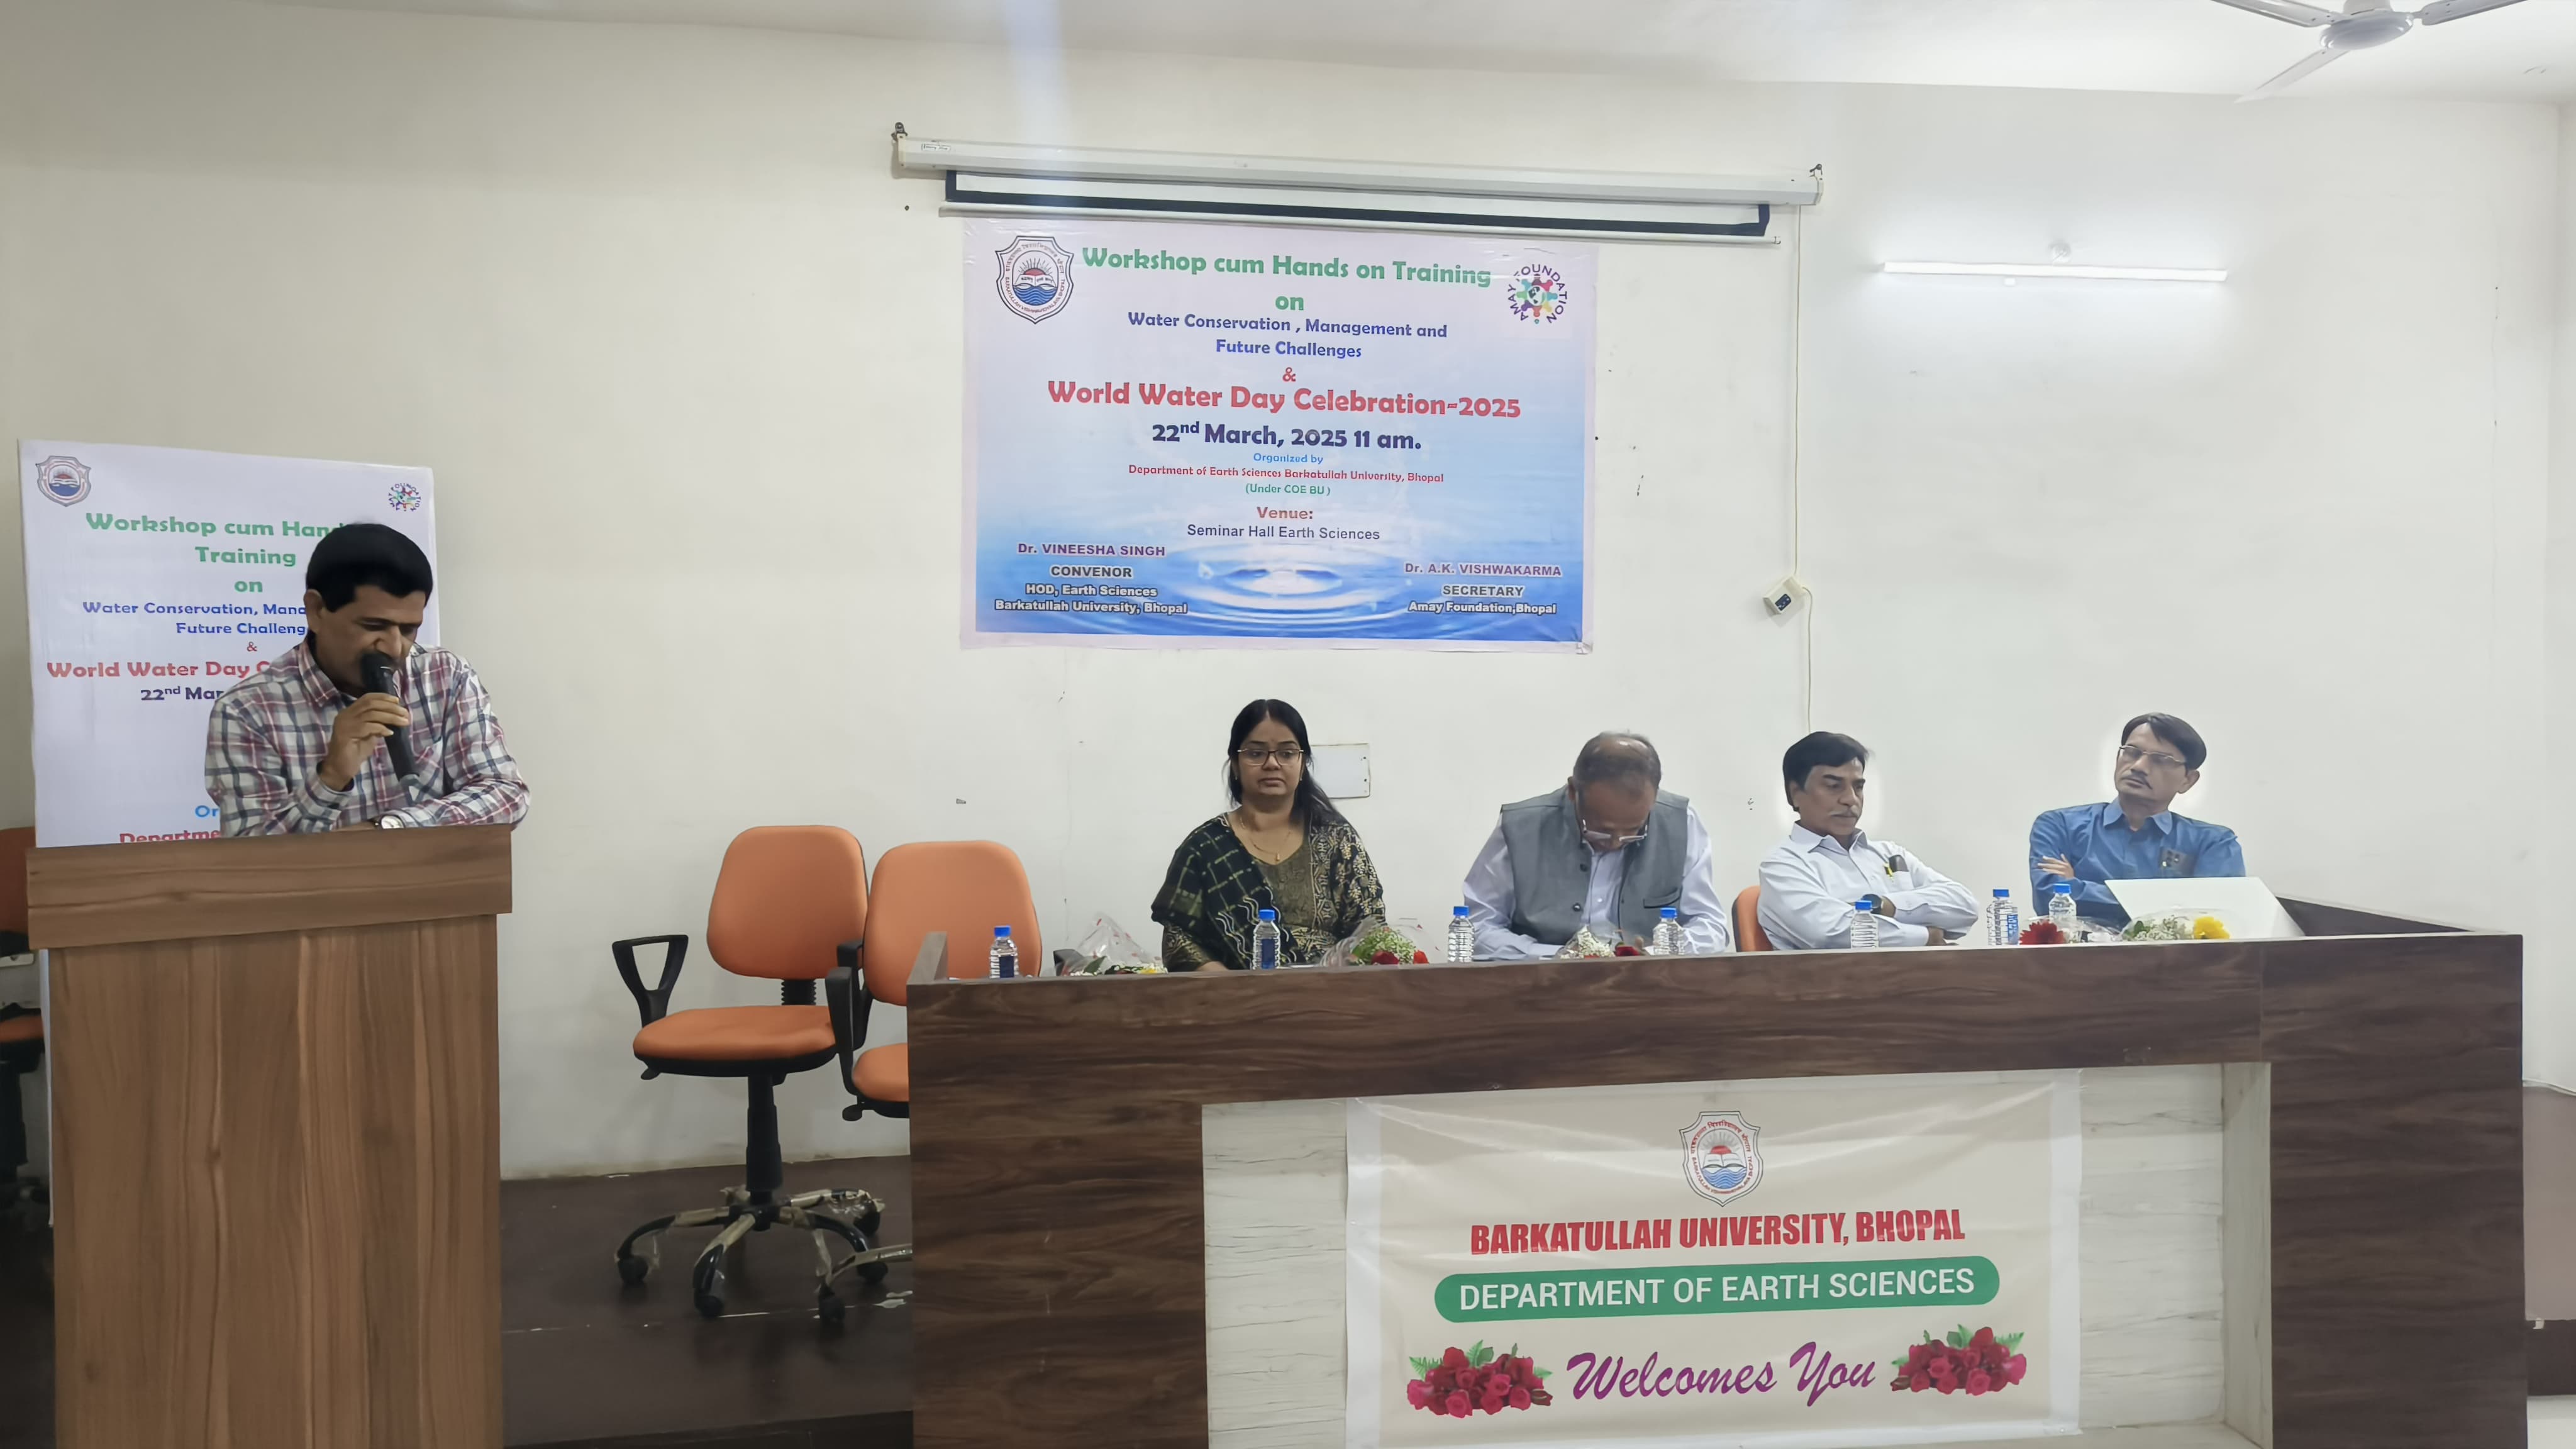 Workshop cum Hands on Training
on
Water Conservation , Management and
Future Challenges
&
World Water Day Celebration-2025
22nd March, 2025 11 am.
Organized by
Department of Earth Sciences Barkatullah University, Bhopal
(Under COE BU )
Venue:
Seminar Hall Earth Sciences
Dr. VINEESHA SINGH
CONVENOR
HOD, Earth Sciences
Barkatullah University, Bhopal
Dr. A.K. VISHWAKARMA
SECRETARY
Amay Foundation,Bhopal
AMAY FOUNDATION
Workshop cum Han
Training
on
Water Conservation, Mana
Future Challeng
&
World Water Day C
22nd Mar
Or
Departme
BARKATULLAH UNIVERSITY, BHOPAL
DEPARTMENT OF EARTH SCIENCES
Welcomes You